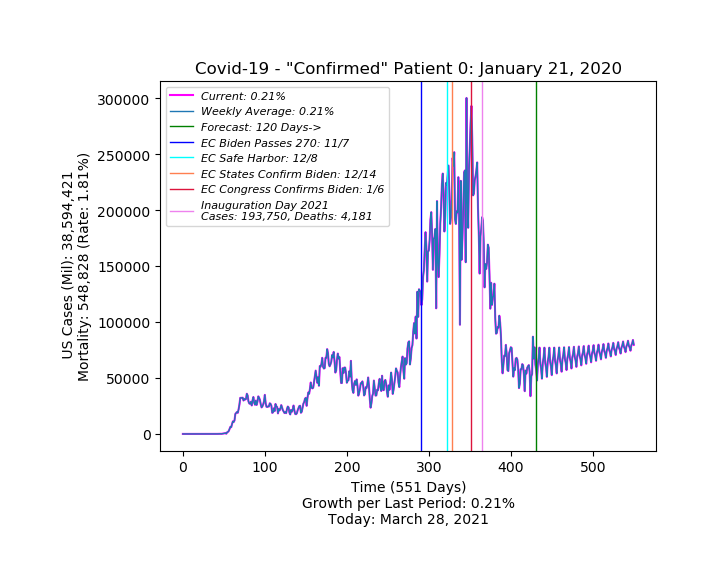 Covid-19 - "Confirmed" Patient 0: January 21, 2020
Current: 0.21%
Weekly Average: 0.21%
Forecast: 120 Days->
EC Biden Passes 270: 11/7
EC Safe Harbor: 12/8
EC States Confirm Biden: 12/14
EC Congress Confirms Biden: 1/6
Inauguration Day 2021
Cases: 193,750, Deaths: 4,181
US Cases (Mil): 38,594,421
Mortality: 548,828 (Rate: 1.81%)
300000
250000
200000
150000
100000
50000
0
0 100 200 300 400 500
Time (551 Days)
Growth per Last Period: 0.21%
Today: March 28, 2021